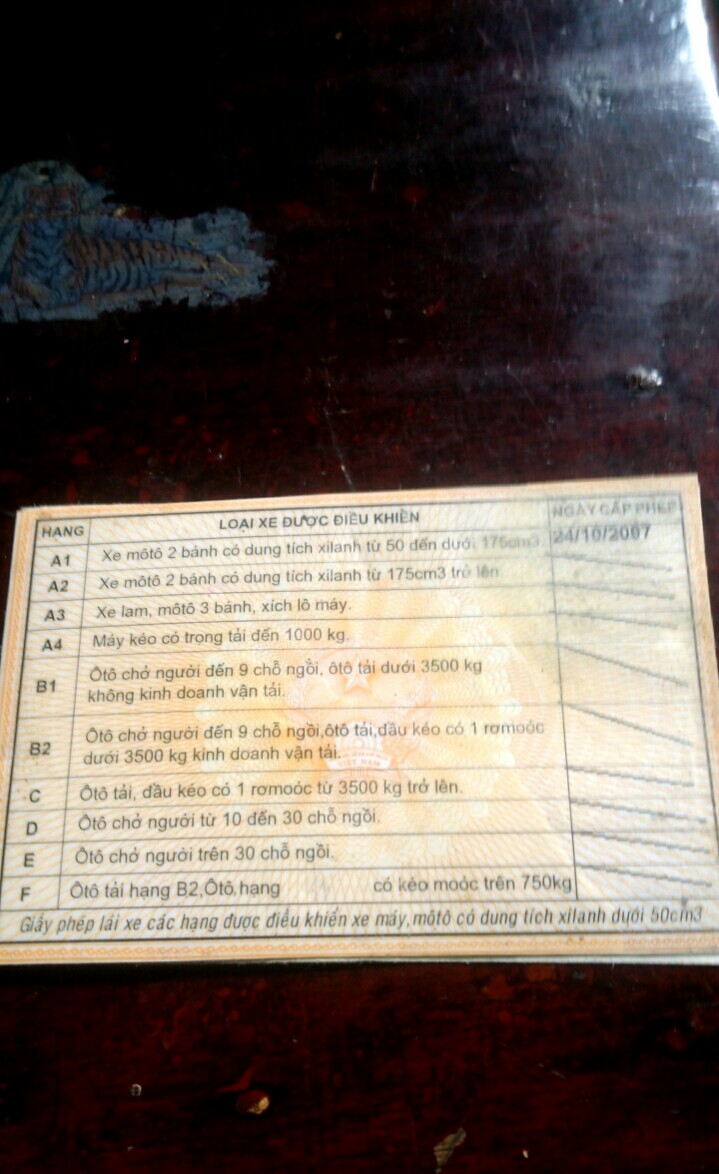 HẠNG LOẠI XE ĐƯỢC ĐIỀU KHIỂN NGÀY CẤP PHÉP
A1 Xe môtô 2 bánh có dung tích xilanh từ 50 đến dưới 175cm3 24/10/2007
A2 Xe môtô 2 bánh có dung tích xilanh từ 175cm3 trở lên
A3 Xe lam, môtô 3 bánh, xích lô máy.
A4 Máy kéo có trọng tải đến 1000 kg.
B1 Ôtô chở người đến 9 chỗ ngồi, ôtô tải dưới 3500 kg
không kinh doanh vận tải.
B2 Ôtô chở người đến 9 chỗ ngồi,ôtô tải,đầu kéo có 1 rơmoóc
dưới 3500 kg kinh doanh vận tải.
VIỆT NAM
C Ôtô tải, đầu kéo có 1 rơmoóc từ 3500 kg trở lên.
D Ôtô chở người từ 10 đến 30 chỗ ngồi.
E Ôtô chở người trên 30 chỗ ngồi.
F Ôtô tải hạng B2,Ôtô hạng có kéo moóc trên 750kg
Giấy phép lái xe các hạng được điều khiển xe máy,môtô có dung tích xilanh dưới 50cm3